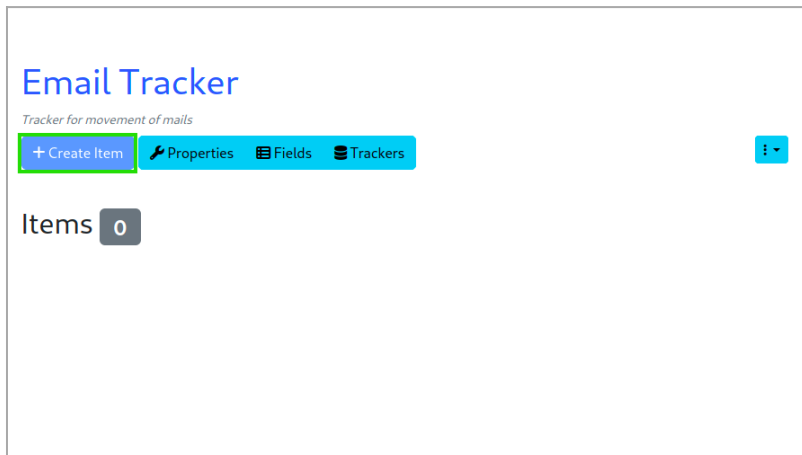 Email Tracker
Tracker for movement of mails
+ Create Item Properties Fields Trackers
Items 0